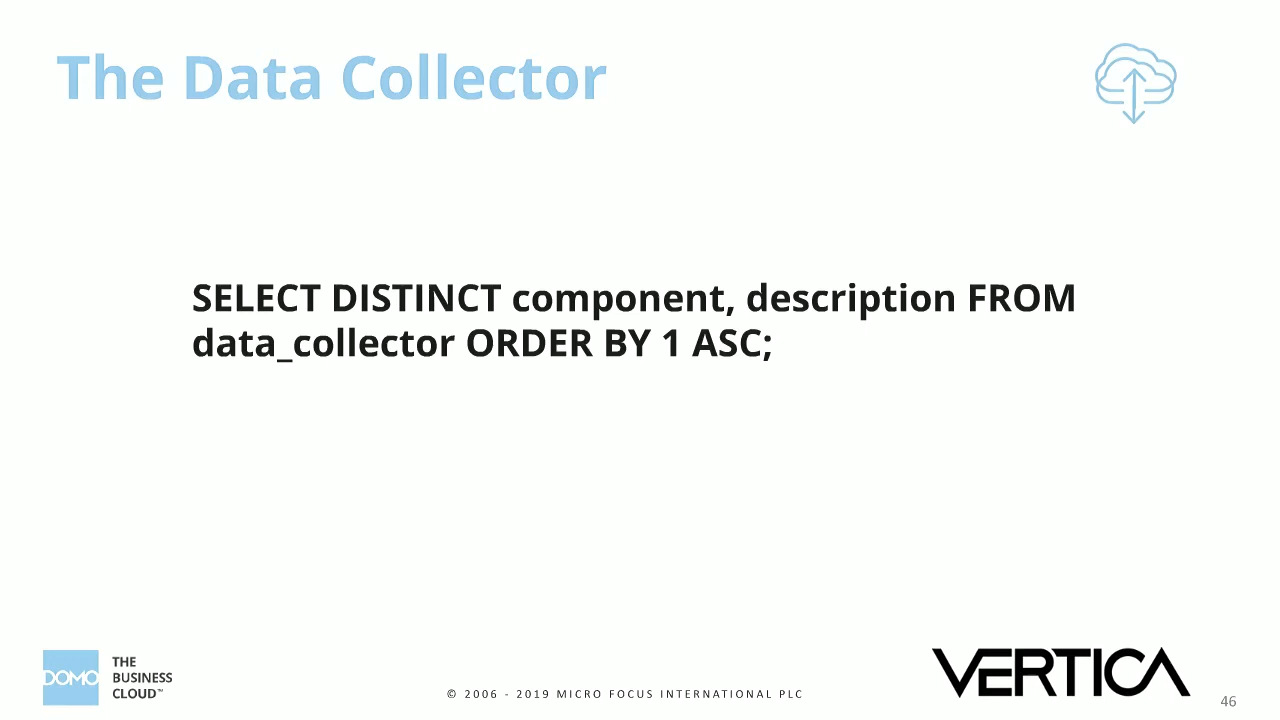 The Data Collector
SELECT DISTINCT component, description FROM
data_collector ORDER BY 1 ASC;
DOMO
THE
BUSINESS
CLOUD™
© 2006 - 2019 MICRO FOCUS INTERNATIONAL PLC
VERTICA
46